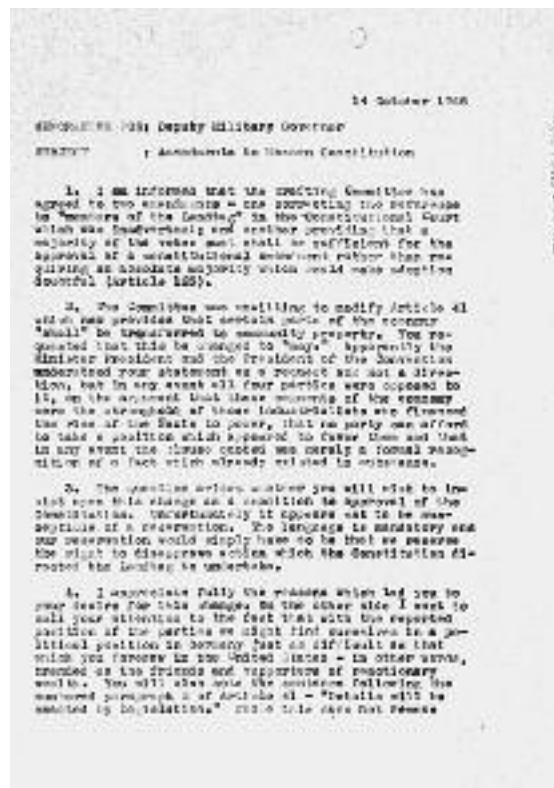 14 October 1946
MEMORANDUM FOR: Deputy Military Governor
SUBJECT : Amendments to Hessen Constitution
1. I am informed that the Drafting Committee has
agreed to two amendments - one correcting the reference
to "members of the Landtag" in the Constitutional Court
which was inadvertent; and another providing that a
majority of the votes cast shall be sufficient for the
approval of a constitutional amendment rather than re-
quiring an absolute majority which would make adoption
doubtful (Article
2. The Committee was unwilling to modify Article 41
which now provides that certain parts of the economy
"shall" be transferred to community property. You re-
quested that this be changed to "may." Apparently the
Minister President and the President of the Convention
understood your statement as a request and not a direc-
tion, but in any event all four parties were opposed to
it, on the argument that these segments of the economy
were the stronghold of those industrialists who financed
the rise of the Nazis to power, that no party can afford
to take a position which appeared to favor them and that
in any event the clause quoted was merely a formal recog-
nition of a fact which already existed in substance.
3. The question arises whether you will wish to in-
sist upon this change as a condition to approval of the
Constitution. Unfortunately it appears not to be sus-
ceptible of a reservation. The language is mandatory and
our reservation would simply have to be that we reserve
the right to disapprove action which the Constitution di-
rected the Landtag to undertake.
4. I appreciate fully the reasons which led you to
your desire for this change. On the other side I want to
call your attention to the fact that with the reported
position of the parties we might find ourselves in a po-
litical position in Germany just as difficult as that
which you foresee in the United States - in other words,
branded as the friends and supporters of reactionary
wealth. You will also note the sentence following the
numbered paragraph 2 of Article 41 - "Details will be
enacted by legislation." While this does not